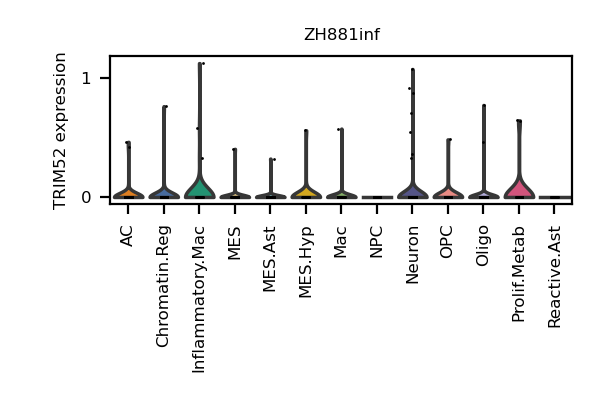 ZH881inf
TRIM52 expression
1
0
AC
Chromatin.Reg
Inflammatory.Mac
MES
MES.Ast
MES.Hyp
Mac
NPC
Neuron
OPC
Oligo
Prolif.Metab
Reactive.Ast